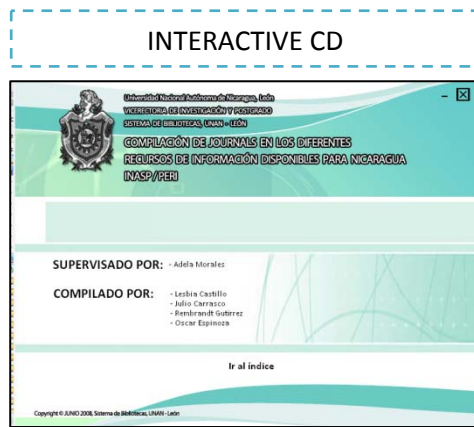 INTERACTIVE CD
Universidad Nacional Autónoma de Nicaragua, León
VICERECTORIA DE INVESTIGACIÓN Y POSTGRADO
SISTEMA DE BIBLIOTECAS, UNAN - LEÓN
COMPILACIÓN DE JOURNALS EN LOS DIFERENTES
RECURSOS DE INFORMACIÓN DISPONIBLES PARA NICARAGUA
INASP / PERI
SUPERVISADO POR: - Adela Morales
COMPILADO POR: - Lesbia Castillo
- Julio Carrasco
- Rembrandt Gutirrez
- Oscar Espinoza
Ir al índice
Copyright © JUNIO 2008, Sistema de Bibliotecas, UNAN - León